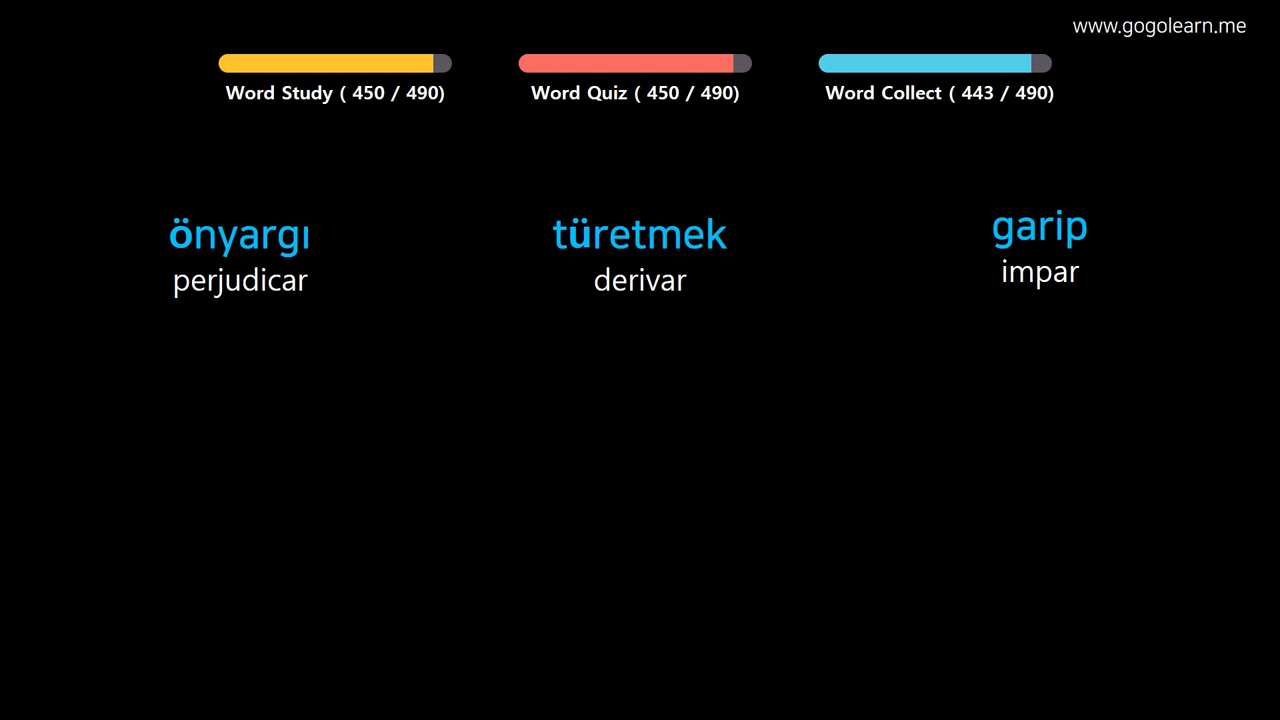 www.gogolearn.me
Word Study ( 450 / 490)
Word Quiz ( 450 / 490)
Word Collect ( 443 / 490)
önyargı
perjudicar
türetmek
derivar
garip
impar